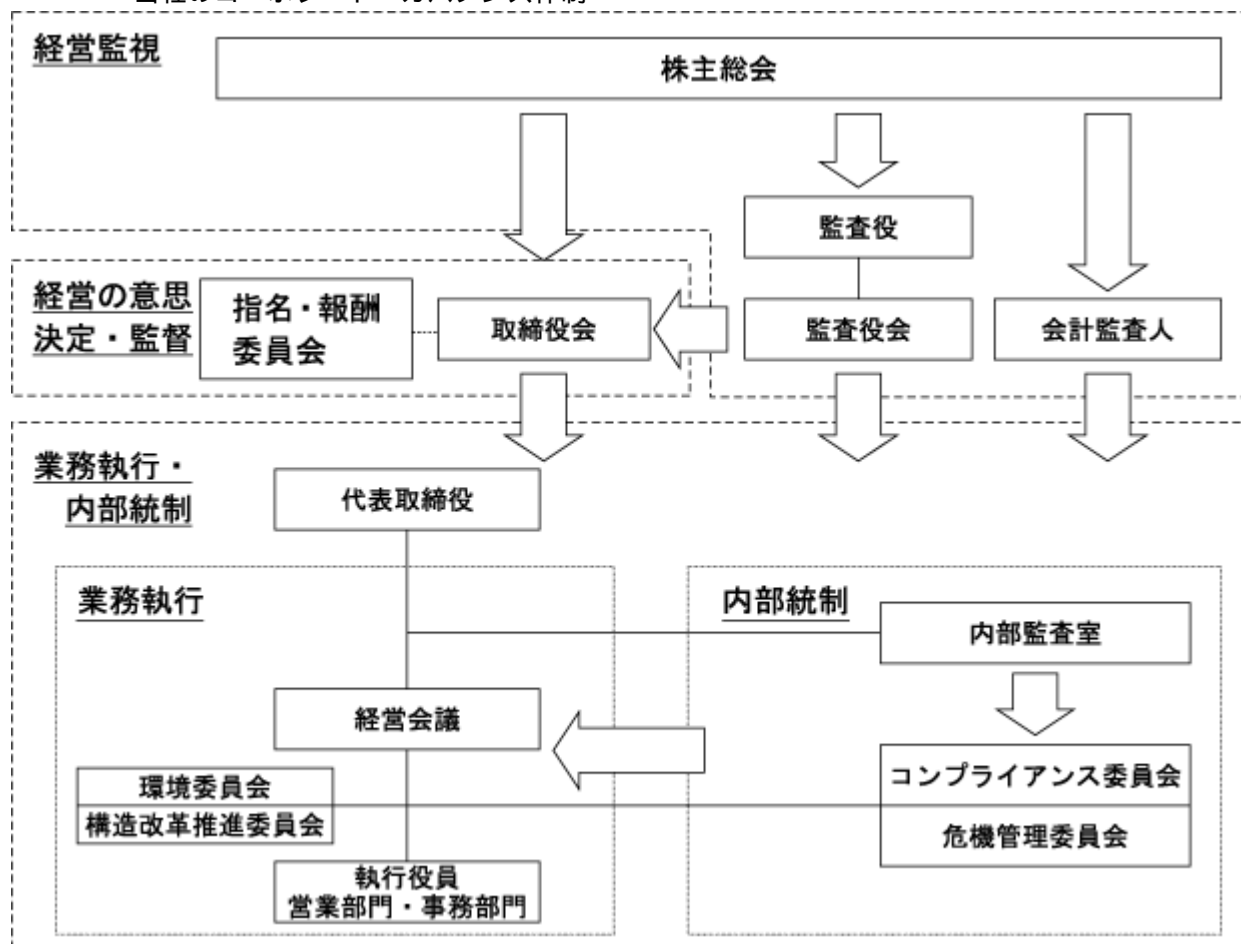 経営監視
株主総会
監査役
経営の意思
決定・監督
指名・報酬
委員会
取締役会
監査役会
会計監査人
業務執行・
内部統制
代表取締役
業務執行
内部統制
内部監査室
経営会議
コンプライアンス委員会
環境委員会
構造改革推進委員会
危機管理委員会
執行役員
営業部門・事務部門